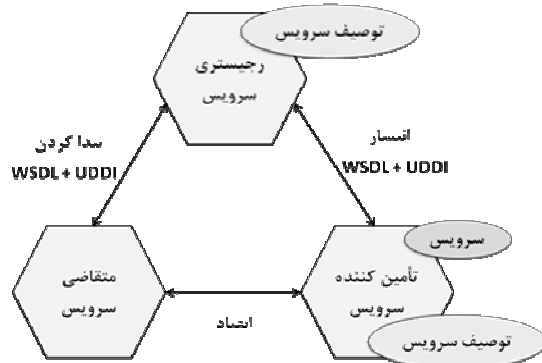 توصیف سرویس
رجیستری
سرویس
پیدا کردن
WSDL + UDDI
انتشار
WSDL + UDDI
سرویس
متقاضی
سرویس
تأمین کننده
سرویس
توصیف سرویس